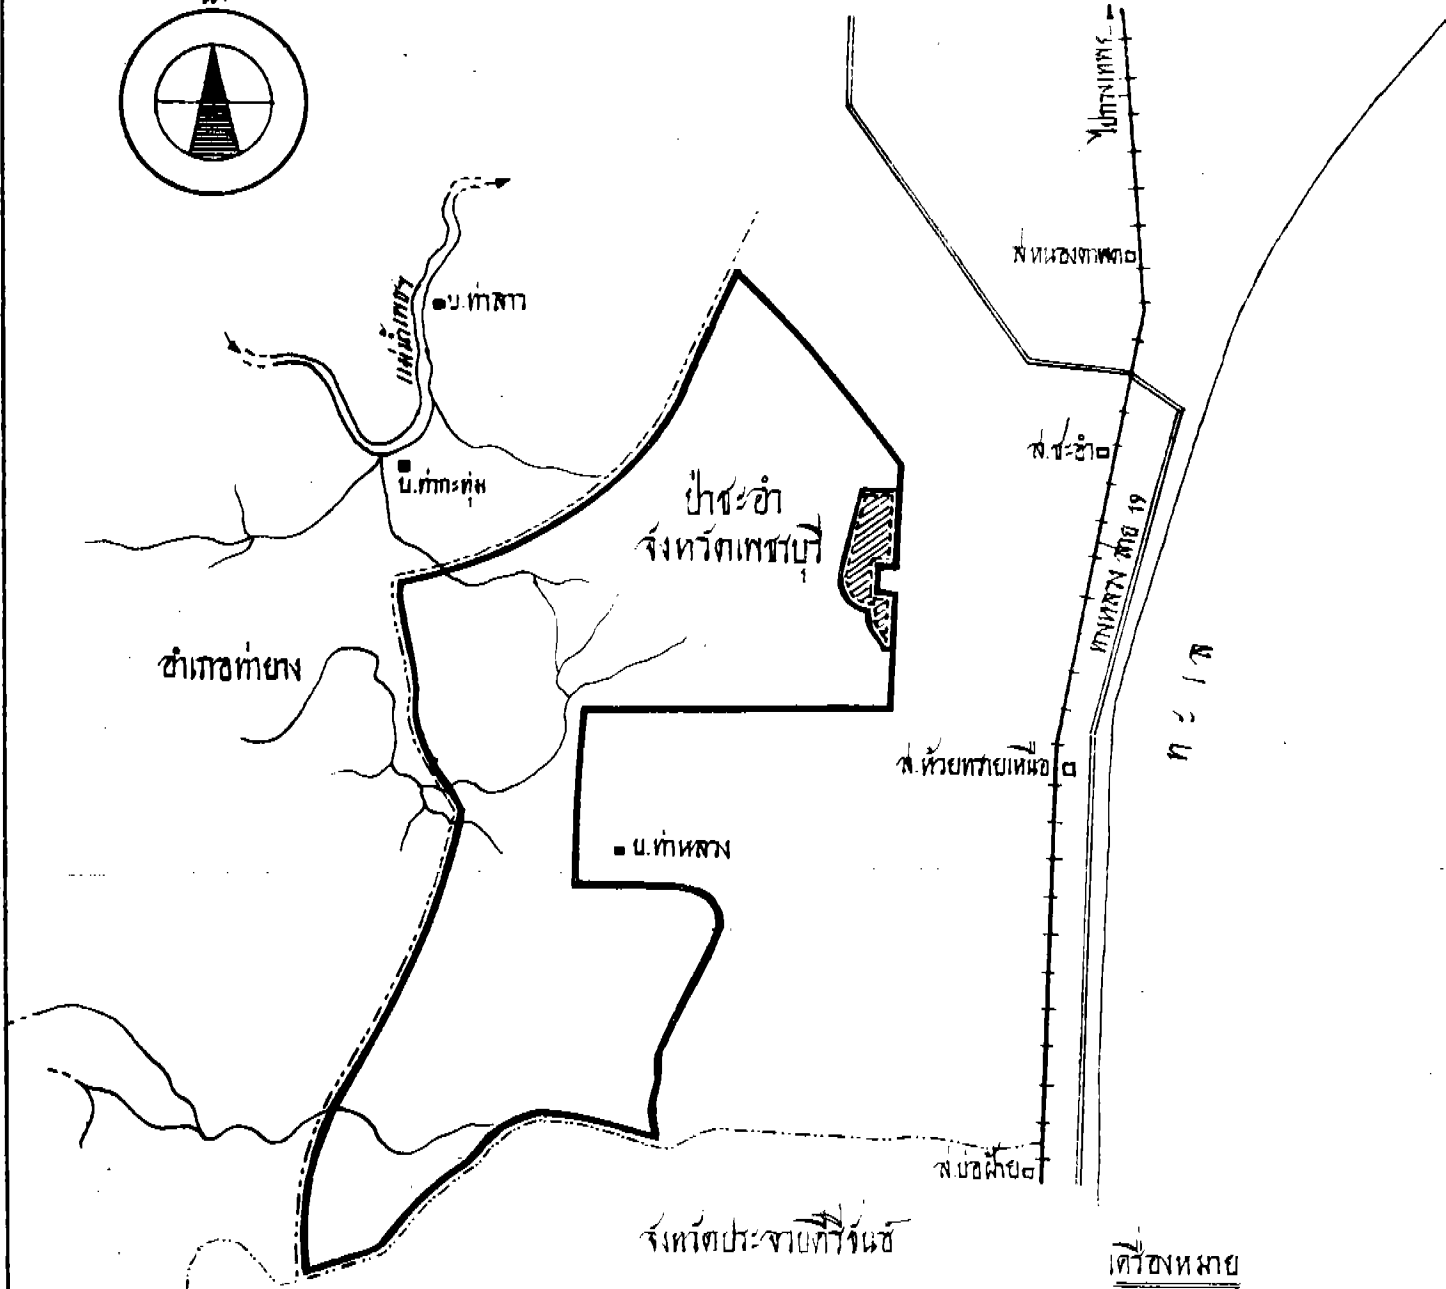 ไปกรุงเทพฯ
ส.หนองตาพด
แม่น้ำเพชรฯ
บ.ท่าลาว
ส.ชะอำ
บ.ท่ากะทุ่ม
ป่าชะอำ
จังหวัดเพชรบุรี
ทางหลวง สาย 19
อำเภอท่ายาง
ทะเล
ส.ห้วยทรายเหนือ
บ.ท่าหลวง
ส.บ่อฝ้าย
จังหวัดประจวบคีรีขันธ์
เครื่องหมาย